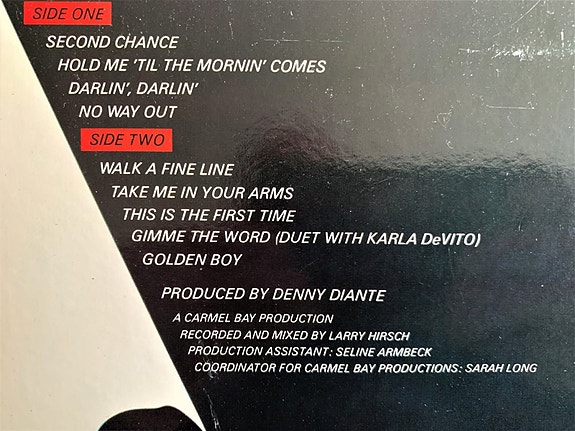 SIDE ONE
SECOND CHANCE
HOLD ME 'TIL THE MORNIN' COMES
DARLIN', DARLIN'
NO WAY OUT
SIDE TWO
WALK A FINE LINE
TAKE ME IN YOUR ARMS
THIS IS THE FIRST TIME
GIMME THE WORD (DUET WITH KARLA DeVITO)
GOLDEN BOY
PRODUCED BY DENNY DIANTE
A CARMEL BAY PRODUCTION
RECORDED AND MIXED BY LARRY HIRSCH
PRODUCTION ASSISTANT: SELINE ARMBECK
COORDINATOR FOR CARMEL BAY PRODUCTIONS: SARAH LONG